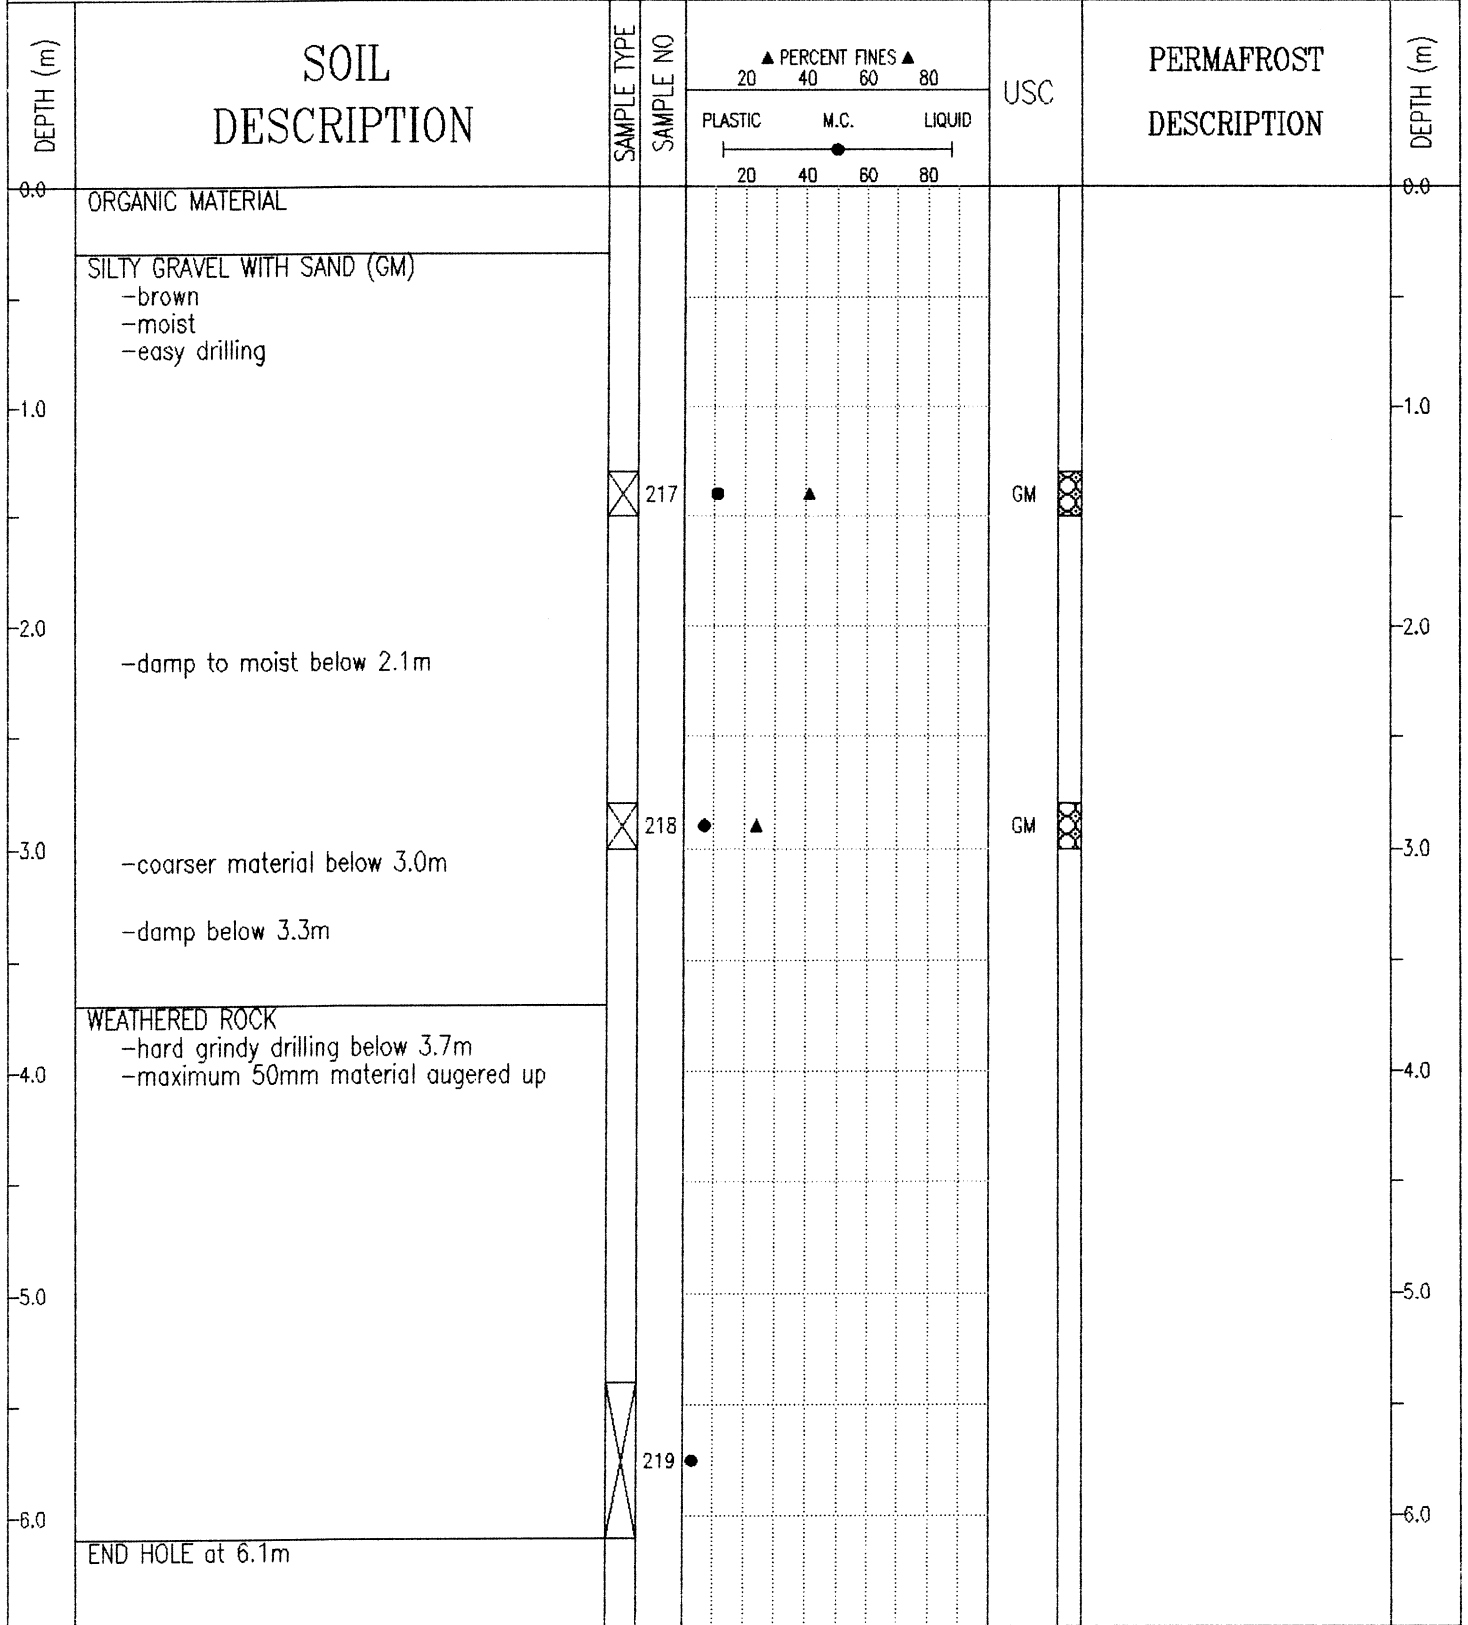 DEPTH (m)
SOIL
DESCRIPTION
SAMPLE TYPE
SAMPLE NO
▲ PERCENT FINES ▲
20 40 60 80
PLASTIC M.C. LIQUID
20 40 60 80
USC
PERMAFROST
DESCRIPTION
DEPTH (m)
0.0 0.0
ORGANIC MATERIAL
SILTY GRAVEL WITH SAND (GM)
-brown
-moist
-easy drilling
1.0 1.0
217 GM
2.0 2.0
-damp to moist below 2.1m
218 GM
3.0 3.0
-coarser material below 3.0m
-damp below 3.3m
WEATHERED ROCK
-hard grindy drilling below 3.7m
-maximum 50mm material augered up
4.0 4.0
5.0 5.0
219
6.0 6.0
END HOLE at 6.1m